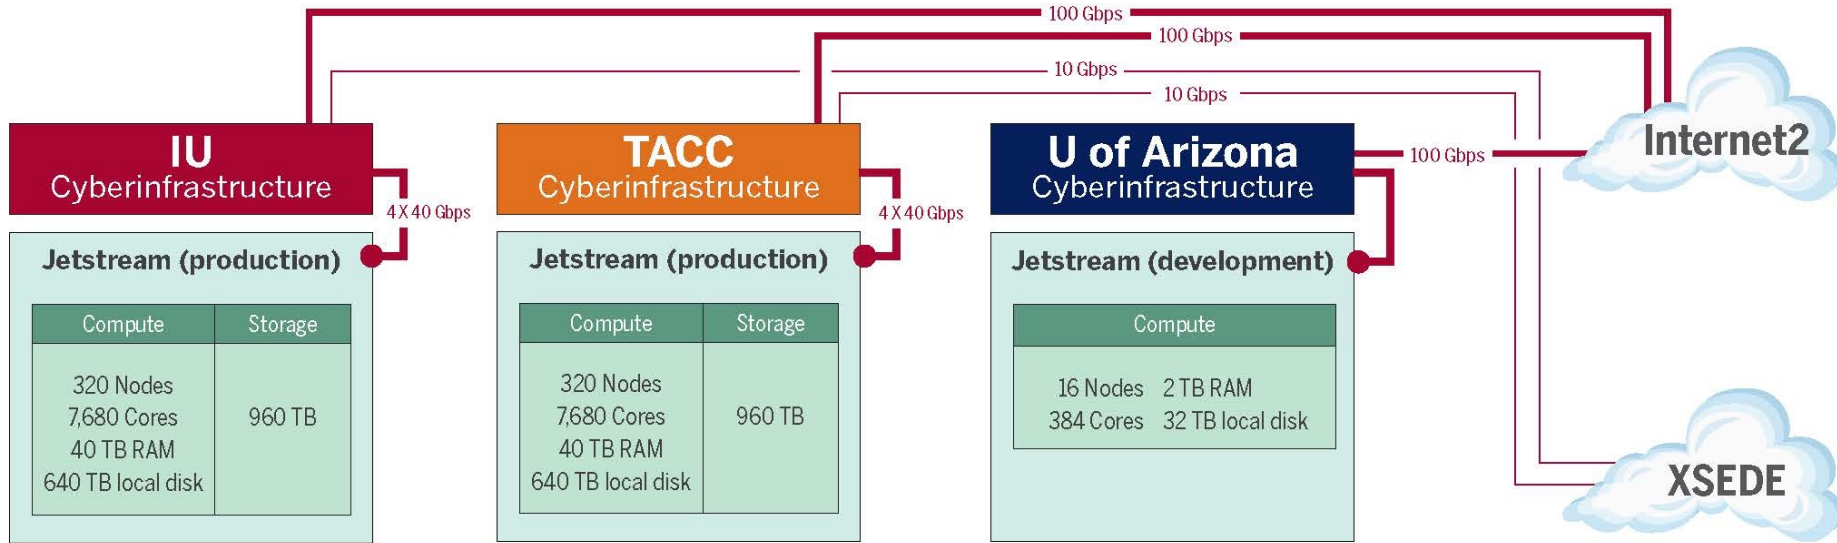 100 Gbps
100 Gbps
10 Gbps
10 Gbps
IU
Cyberinfrastructure
4 X 40 Gbps
Jetstream (production)
Compute Storage
320 Nodes
7,680 Cores 960 TB
40 TB RAM
640 TB local disk
TACC
Cyberinfrastructure
4 X 40 Gbps
Jetstream (production)
Compute Storage
320 Nodes
7,680 Cores 960 TB
40 TB RAM
640 TB local disk
U of Arizona
Cyberinfrastructure
100 Gbps
Jetstream (development)
Compute
16 Nodes 2 TB RAM
384 Cores 32 TB local disk
Internet2
XSEDE